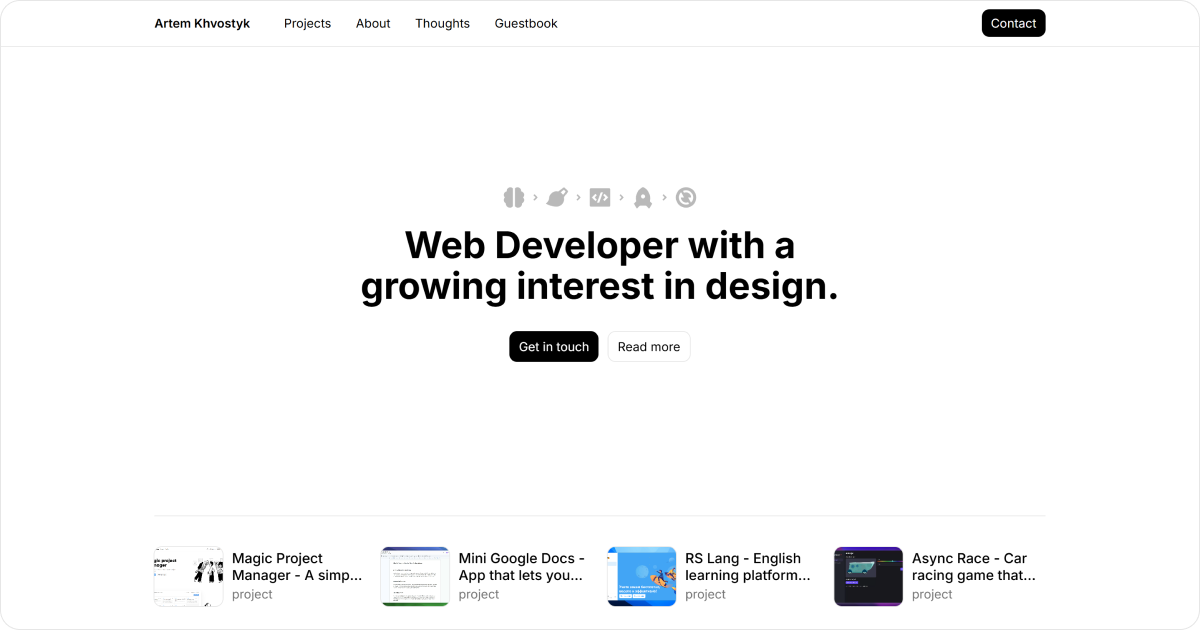 Artem Khvostyk
Projects
About
Thoughts
Guestbook
Contact
Web Developer with a
growing interest in design.
Get in touch
Read more
Magic Project
Manager - A simp...
project
Mini Google Docs -
App that lets you...
project
RS Lang - English
learning platform...
project
Async Race - Car
racing game that...
project